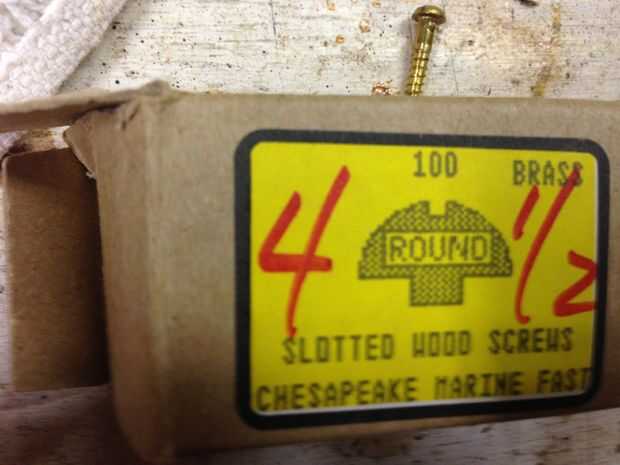 100 BRASS
4 1/2
ROUND
SLOTTED WOOD SCREWS
CHESAPEAKE MARINE FAST